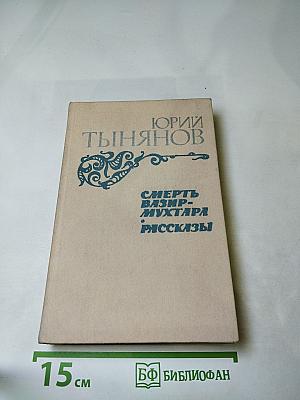 ЮРИЙ
ТЫНЯНОВ
СМЕРТЬ
ВАЗИР-
МУХТАРА
•
РАССКАЗЫ
15 см
БФ БИБЛИОФАН